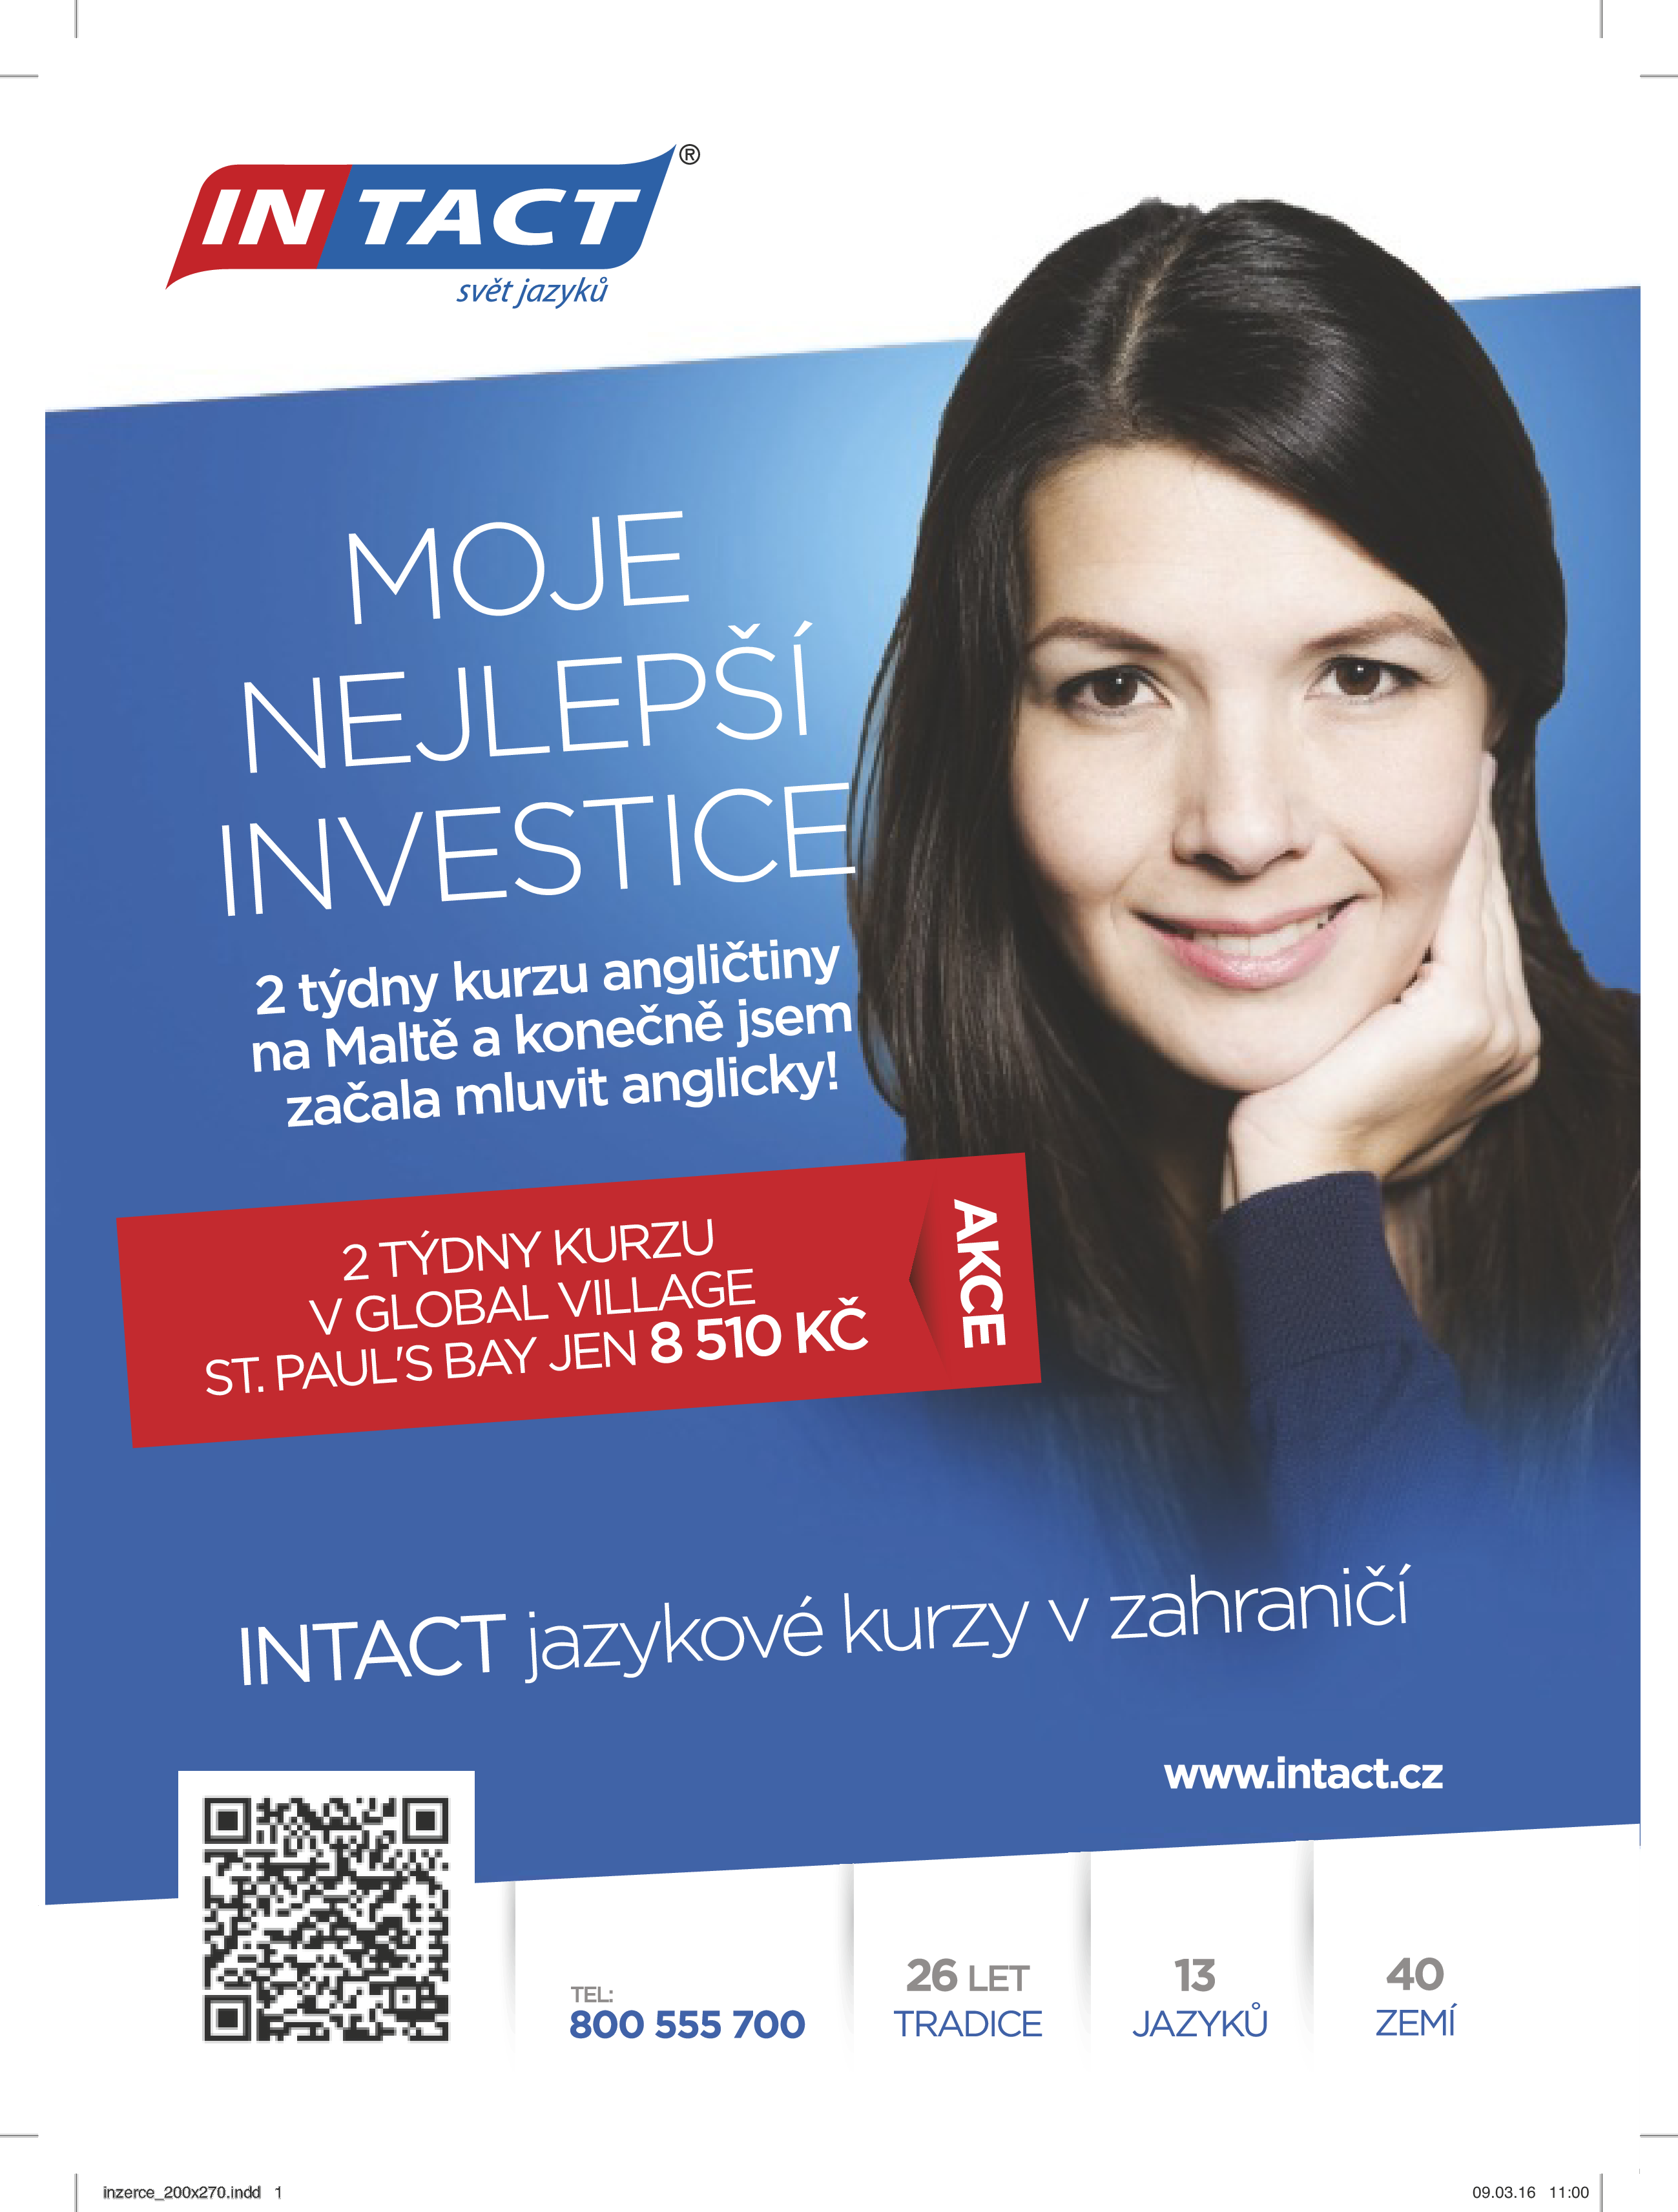 IN TACT®
svět jazyků
MOJE
NEJLEPŠÍ
INVESTICE
2 týdny kurzu angličtiny
na Maltě a konečně jsem
začala mluvit anglicky!
2 TÝDNY KURZU
V GLOBAL VILLAGE
ST. PAUL'S BAY JEN 8 510 KČ
AKCE
INTACT jazykové kurzy v zahraničí
www.intact.cz
TEL:
800 555 700
26 LET
TRADICE
13
JAZYKŮ
40
ZEMÍ
inzerce_200x270.indd 1
09.03.16 11:00